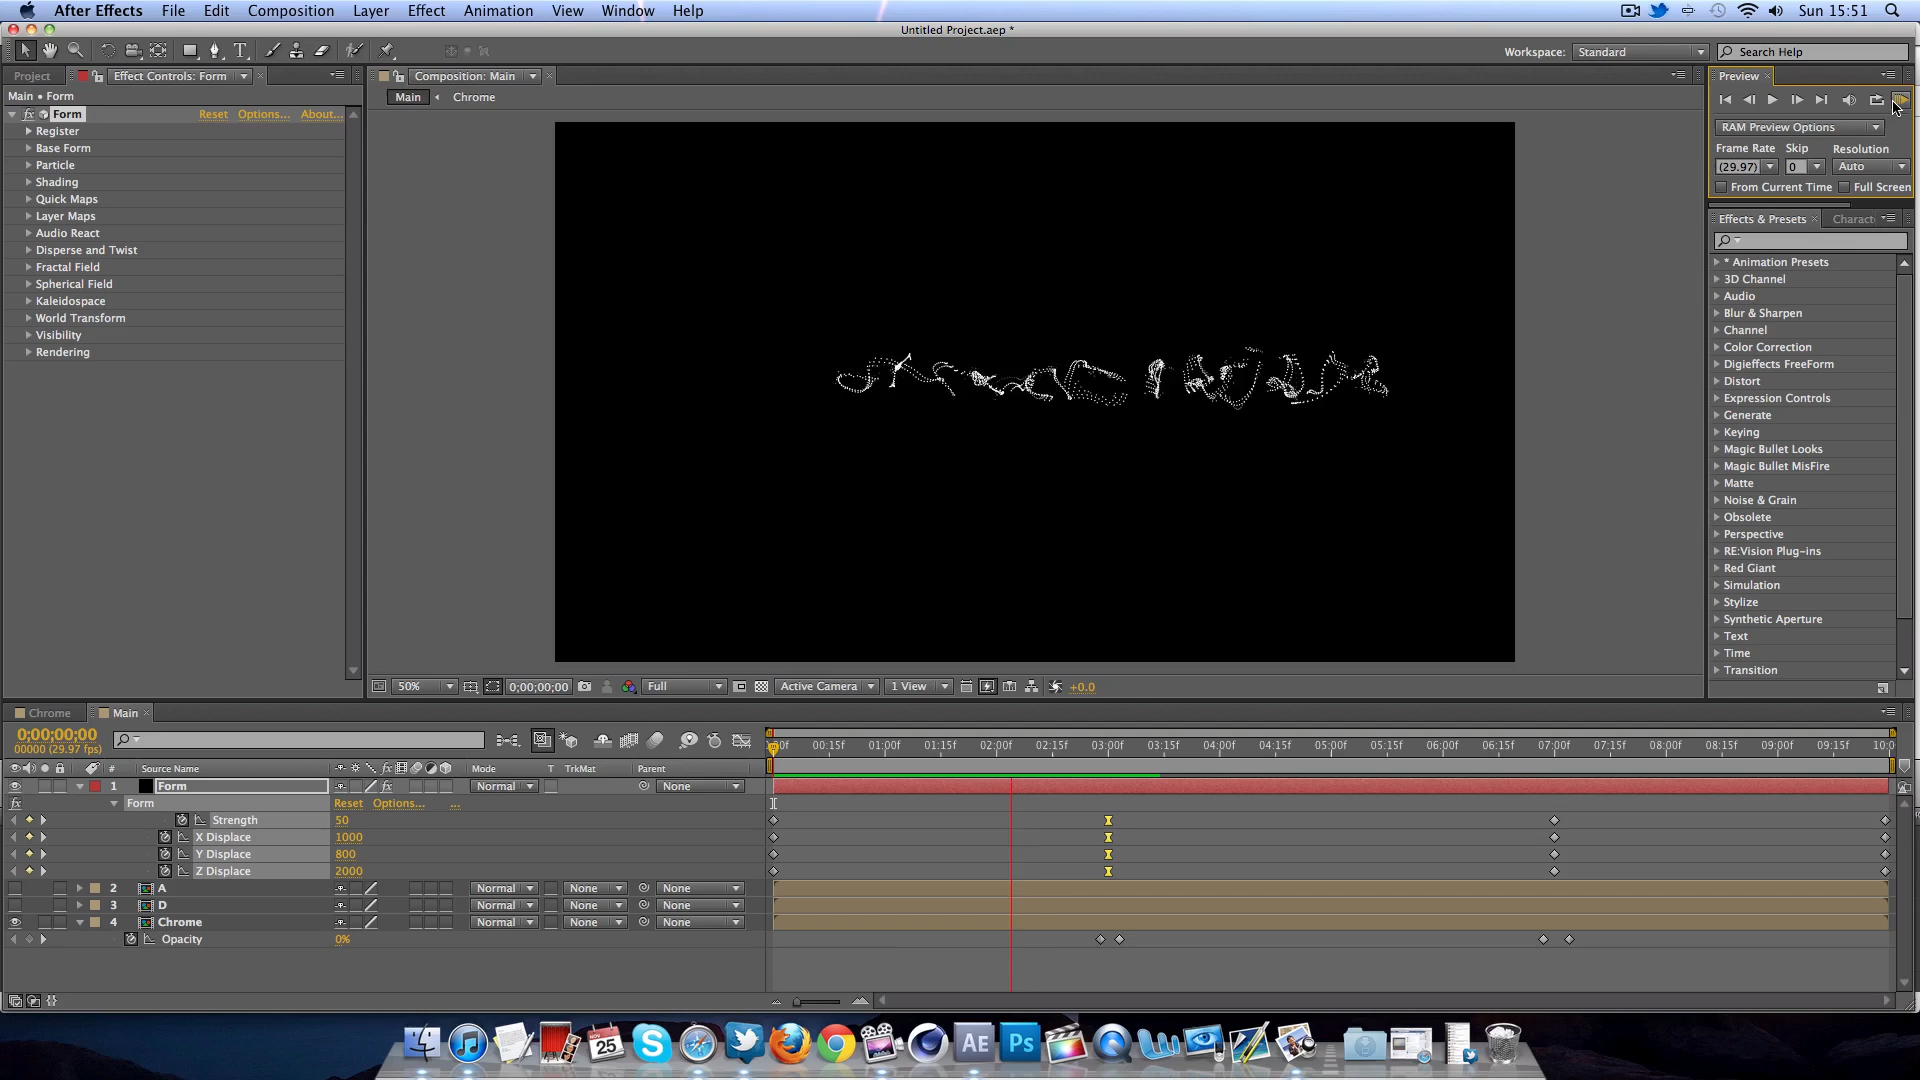 After Effects File Edit Composition Layer Effect Animation View Window Help Sun 15:51
Untitled Project.aep *
Workspace: Standard Search Help
Project Effect Controls: Form Composition: Main Preview
Main • Form Main Chrome
Form Reset Options... About...
Register
Base Form
Particle
Shading
Quick Maps
Layer Maps
Audio React
Disperse and Twist
Fractal Field
Spherical Field
Kaleidospace
World Transform
Visibility
Rendering
RAM Preview Options
Frame Rate Skip Resolution
(29.97) 0 Auto
From Current Time Full Screen
Effects & Presets Charact
* Animation Presets
3D Channel
Audio
Blur & Sharpen
Channel
Color Correction
Digieffects FreeForm
Distort
Expression Controls
Generate
Keying
Magic Bullet Looks
Magic Bullet MisFire
Matte
Noise & Grain
Obsolete
Perspective
RE:Vision Plug-ins
Red Giant
Simulation
Stylize
Synthetic Aperture
Text
Time
Transition
50% 0;00;00;00 Full Active Camera 1 View +0.0
Chrome Main
0;00;00;00
00000 (29.97 fps)
00:15f 01:00f 01:15f 02:00f 02:15f 03:00f 03:15f 04:00f 04:15f 05:00f 05:15f 06:00f 06:15f 07:00f 07:15f 08:00f 08:15f 09:00f 09:15f 10:0
# Source Name Mode T TrkMat Parent
1 Form Normal None
Form Reset Options... ...
Strength 50
X Displace 1000
Y Displace 800
Z Displace 2000
2 A Normal None None
3 D Normal None None
4 Chrome Normal None None
Opacity 0%
NOV 25 AE Ps